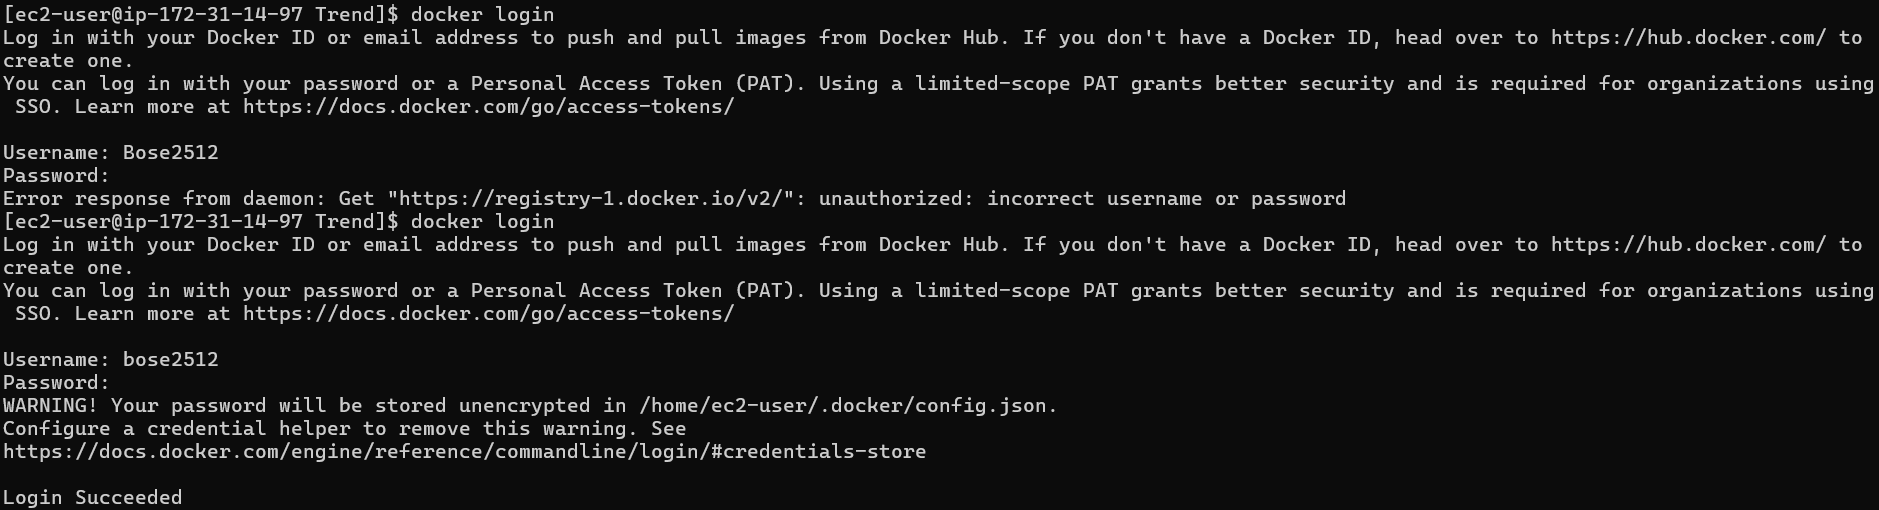 [ec2-user@ip-172-31-14-97 Trend]$ docker login
Log in with your Docker ID or email address to push and pull images from Docker Hub. If you don't have a Docker ID, head over to https://hub.docker.com/ to
create one.
You can log in with your password or a Personal Access Token (PAT). Using a limited-scope PAT grants better security and is required for organizations using
 SSO. Learn more at https://docs.docker.com/go/access-tokens/

Username: Bose2512
Password:
Error response from daemon: Get "https://registry-1.docker.io/v2/": unauthorized: incorrect username or password
[ec2-user@ip-172-31-14-97 Trend]$ docker login
Log in with your Docker ID or email address to push and pull images from Docker Hub. If you don't have a Docker ID, head over to https://hub.docker.com/ to
create one.
You can log in with your password or a Personal Access Token (PAT). Using a limited-scope PAT grants better security and is required for organizations using
 SSO. Learn more at https://docs.docker.com/go/access-tokens/

Username: bose2512
Password:
WARNING! Your password will be stored unencrypted in /home/ec2-user/.docker/config.json.
Configure a credential helper to remove this warning. See
https://docs.docker.com/engine/reference/commandline/login/#credentials-store

Login Succeeded